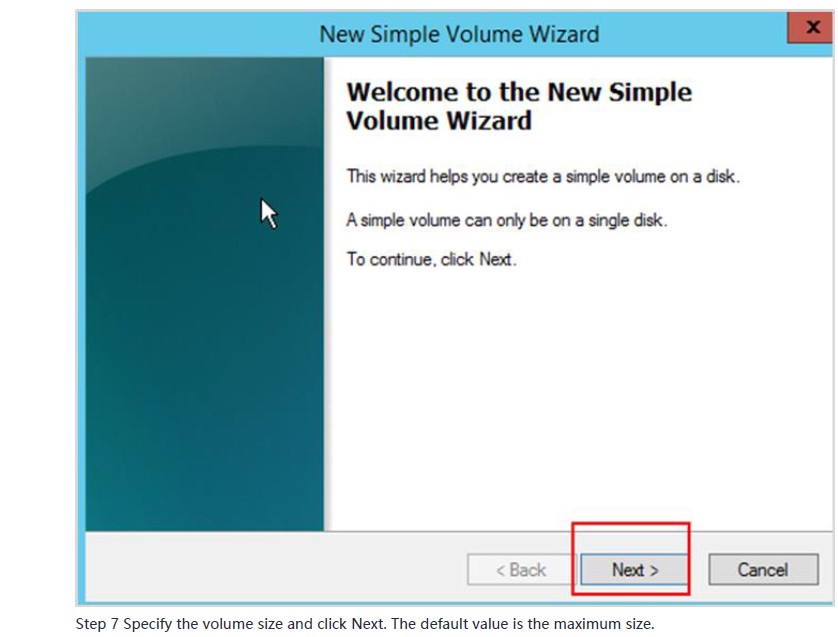 New Simple Volume Wizard
x
Welcome to the New Simple
Volume Wizard
This wizard helps you create a simple volume on a disk.
A simple volume can only be on a single disk.
To continue, click Next.
< Back
Next >
Cancel
Step 7 Specify the volume size and click Next. The default value is the maximum size.